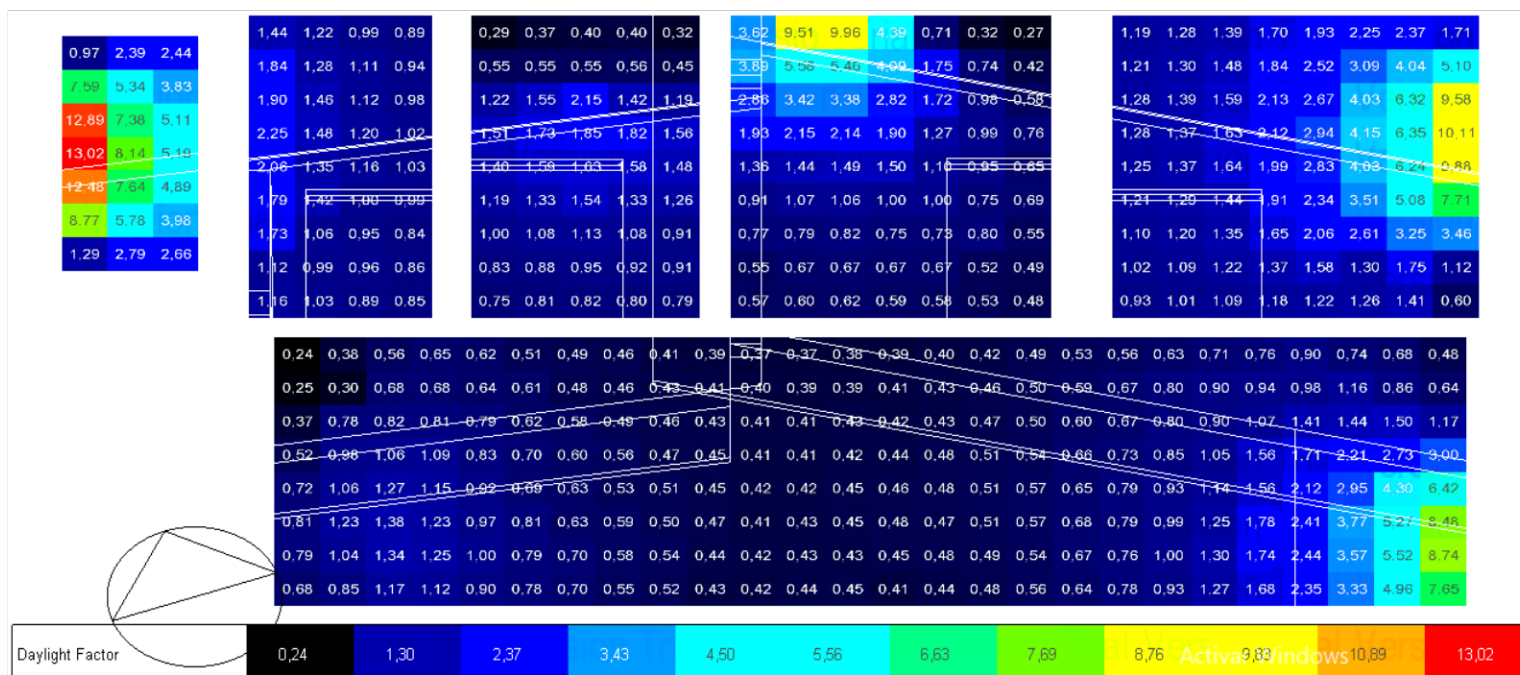 0,97 2,39 2,44
7,59 5,34 3,83
12,89 7,38 5,11
13,02 8,14 5,19
12,48 7,64 4,89
8,77 5,78 3,98
1,29 2,79 2,66
1,44 1,22 0,99 0,89
1,84 1,28 1,11 0,94
1,90 1,46 1,12 0,98
2,25 1,48 1,20 1,02
2,06 1,35 1,16 1,03
1,79 1,42 1,00 0,99
1,73 1,06 0,95 0,84
1,12 0,99 0,96 0,86
1,16 1,03 0,89 0,85
0,29 0,37 0,40 0,40 0,32
0,55 0,55 0,55 0,56 0,45
1,22 1,55 2,15 1,42 1,19
1,51 1,73 1,85 1,82 1,56
1,40 1,59 1,63 1,58 1,48
1,19 1,33 1,54 1,33 1,26
1,00 1,08 1,13 1,08 0,91
0,83 0,88 0,95 0,92 0,91
0,75 0,81 0,82 0,80 0,79
3,62 9,51 9,96 4,39 0,71 0,32 0,27
3,89 5,46 4,09 1,75 0,74 0,42
2,86 3,42 3,38 2,82 1,72 0,98 0,58
1,93 2,15 2,14 1,90 1,27 0,99 0,76
1,36 1,44 1,49 1,50 1,10 0,95 0,65
0,91 1,07 1,06 1,00 1,00 0,75 0,69
0,77 0,79 0,82 0,75 0,73 0,80 0,55
0,55 0,67 0,67 0,67 0,67 0,52 0,49
0,57 0,60 0,62 0,59 0,58 0,53 0,48
1,19 1,28 1,39 1,70 1,93 2,25 2,37 1,71
1,21 1,30 1,48 1,84 2,52 3,09 4,04 5,10
1,28 1,39 1,59 2,13 2,67 4,03 6,32 9,58
1,28 1,37 1,63 2,12 2,94 4,15 6,35 10,11
1,25 1,37 1,64 1,99 2,83 4,03 6,24 9,88
1,21 1,29 1,44 1,91 2,34 3,51 5,08 7,71
1,10 1,20 1,35 1,65 2,06 2,61 3,25 3,46
1,02 1,09 1,22 1,37 1,58 1,30 1,75 1,12
0,93 1,01 1,09 1,18 1,22 1,26 1,41 0,60
0,24 0,38 0,56 0,65 0,62 0,51 0,49 0,46 0,41 0,39 0,37 0,37 0,38 0,39 0,40 0,42 0,49 0,53 0,56 0,63 0,71 0,76 0,90 0,74 0,68 0,48
0,25 0,30 0,68 0,68 0,64 0,61 0,48 0,46 0,43 0,41 0,40 0,39 0,39 0,41 0,43 0,46 0,50 0,59 0,67 0,80 0,90 0,94 0,98 1,16 0,86 0,64
0,37 0,78 0,82 0,81 0,79 0,62 0,58 0,49 0,46 0,43 0,41 0,41 0,43 0,42 0,43 0,47 0,50 0,60 0,67 0,80 0,90 1,07 1,41 1,44 1,50 1,17
0,52 0,98 1,06 1,09 0,83 0,70 0,60 0,56 0,47 0,45 0,41 0,41 0,42 0,44 0,48 0,51 0,54 0,66 0,73 0,85 1,05 1,56 1,71 2,21 2,73 3,00
0,72 1,06 1,27 1,15 0,92 0,69 0,63 0,53 0,51 0,45 0,42 0,42 0,45 0,46 0,48 0,51 0,57 0,65 0,79 0,93 1,14 1,56 2,12 2,95 4,30 6,42
0,81 1,23 1,38 1,23 0,97 0,81 0,63 0,59 0,50 0,47 0,41 0,43 0,45 0,48 0,47 0,51 0,57 0,68 0,79 0,99 1,25 1,78 2,41 3,77 5,27 8,48
0,79 1,04 1,34 1,25 1,00 0,79 0,70 0,58 0,54 0,44 0,42 0,43 0,43 0,45 0,48 0,49 0,54 0,67 0,76 1,00 1,30 1,74 2,44 3,57 5,52 8,74
0,68 0,85 1,17 1,12 0,90 0,78 0,70 0,55 0,52 0,43 0,42 0,44 0,45 0,41 0,44 0,48 0,56 0,64 0,78 0,93 1,27 1,68 2,35 3,33 4,96 7,65
Daylight Factor 0,24 1,30 2,37 3,43 4,50 5,56 6,63 7,69 8,76 Activar Windows 9,83 10,89 13,02